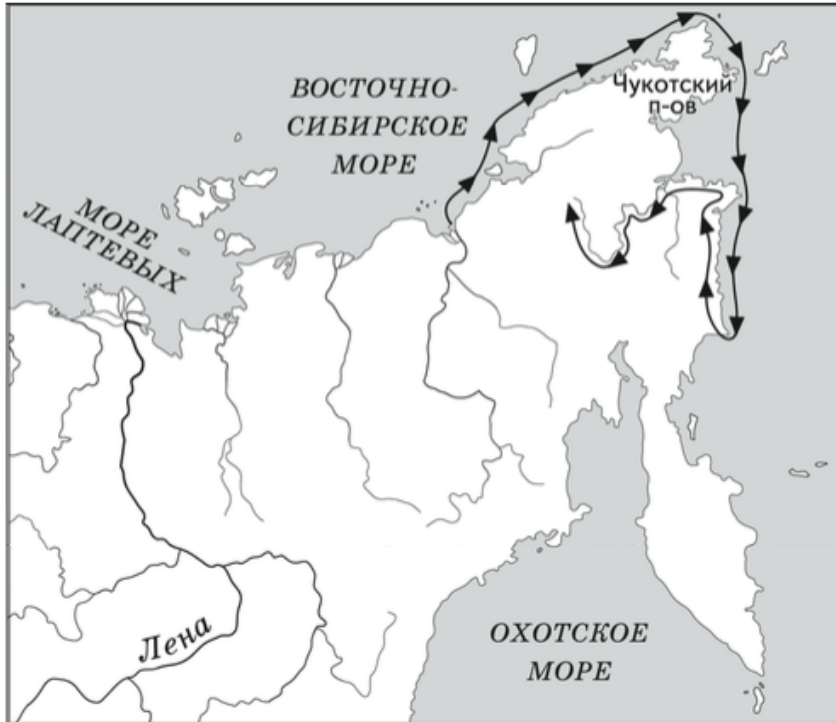 ВОСТОЧНО-
СИБИРСКОЕ
МОРЕ
Чукотский
п-ов
МОРЕ
ЛАПТЕВЫХ
Лена
ОХОТСКОЕ
МОРЕ